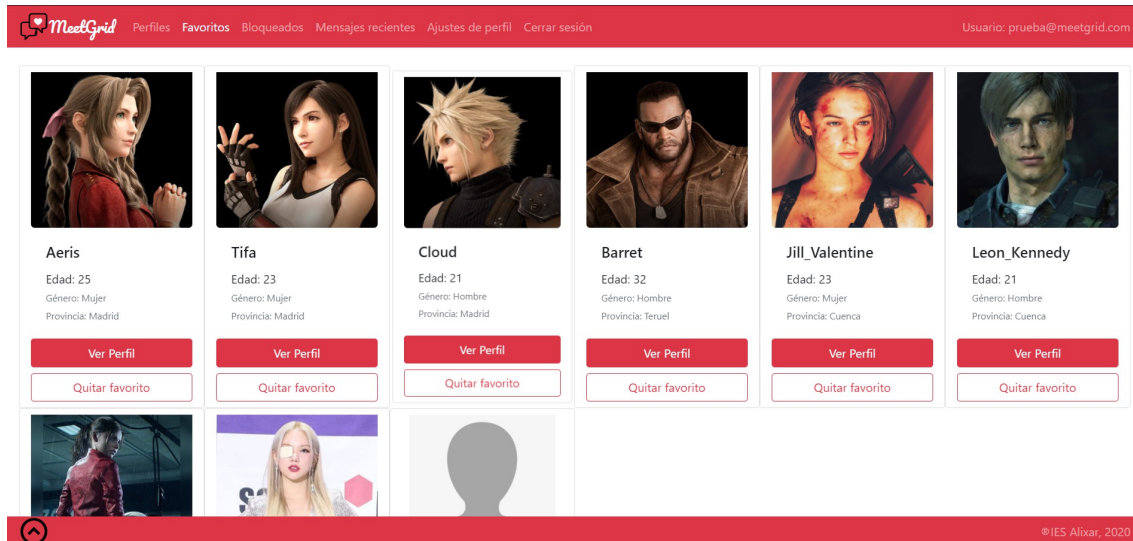 MeetGrid Perfiles Favoritos Bloqueados Mensajes recientes Ajustes de perfil Cerrar sesión Usuario: prueba@meetgrid.com
Aeris
Edad: 25
Género: Mujer
Provincia: Madrid
Ver Perfil
Quitar favorito
Tifa
Edad: 23
Género: Mujer
Provincia: Madrid
Ver Perfil
Quitar favorito
Cloud
Edad: 21
Género: Hombre
Provincia: Madrid
Ver Perfil
Quitar favorito
Barret
Edad: 32
Género: Hombre
Provincia: Teruel
Ver Perfil
Quitar favorito
Jill_Valentine
Edad: 23
Género: Mujer
Provincia: Cuenca
Ver Perfil
Quitar favorito
Leon_Kennedy
Edad: 21
Género: Hombre
Provincia: Cuenca
Ver Perfil
Quitar favorito
®IES Alixar, 2020